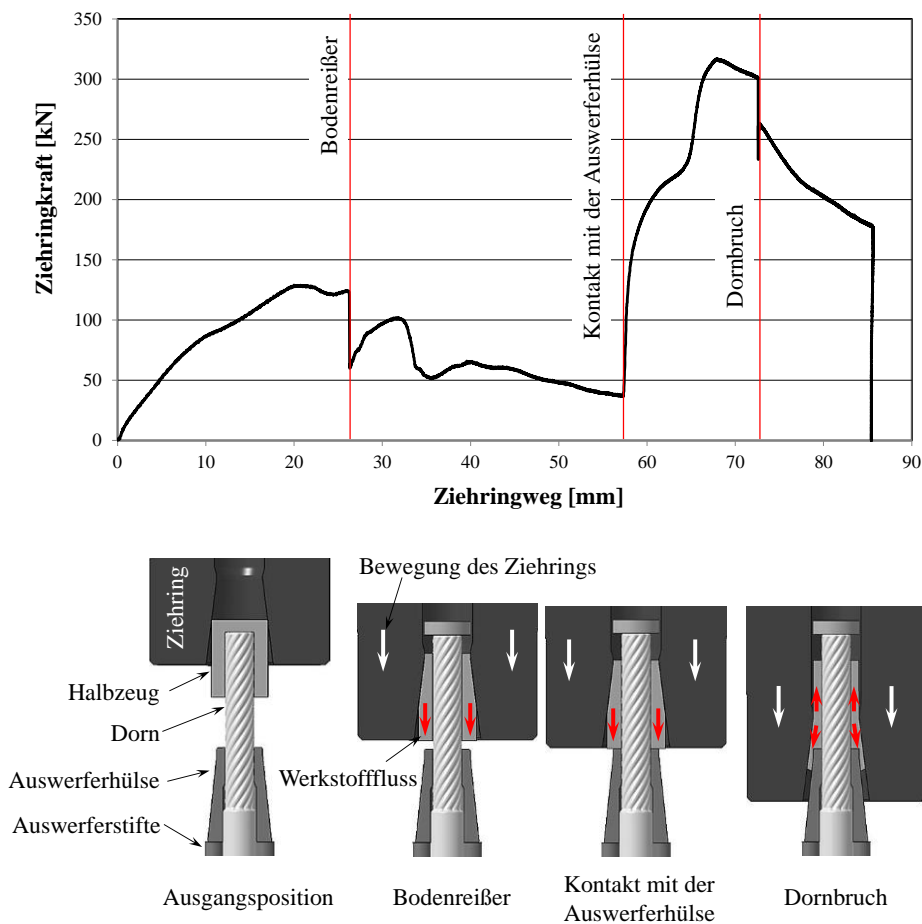 350
300
250
200
150
100
50
0
Ziehringkraft [kN]
Bodenreißer
Kontakt mit der Auswerferhülse
Dornbruch
0 10 20 30 40 50 60 70 80 90
Ziehringweg [mm]
Ziehring
Bewegung des Ziehrings
Halbzeug
Dorn
Auswerferhülse
Auswerferstifte
Werkstofffluss
Ausgangsposition
Bodenreißer
Kontakt mit der
Auswerferhülse
Dornbruch